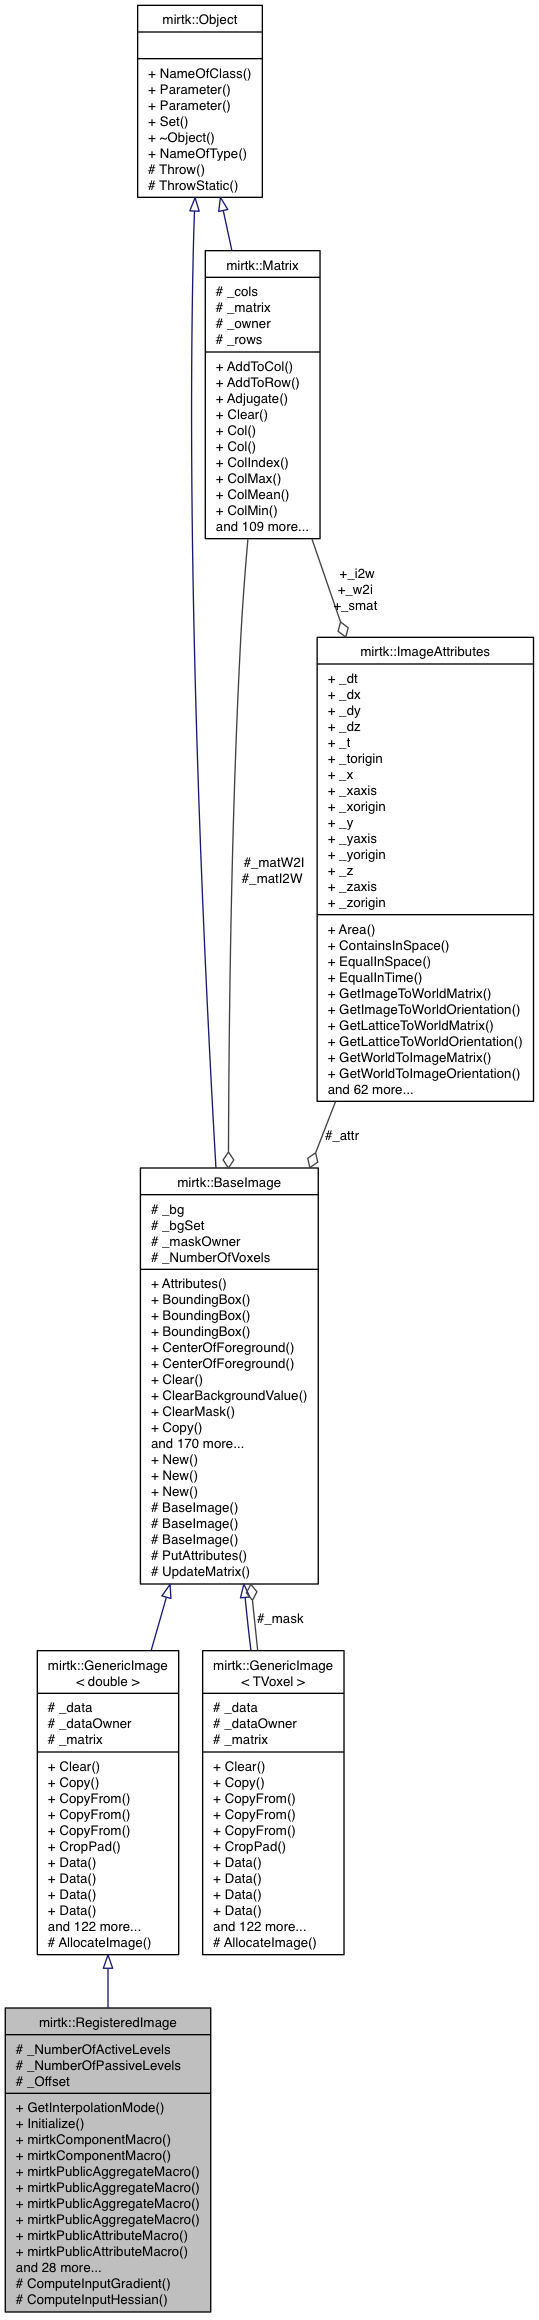 mirtk::Object
+ NameOfClass()
+ Parameter()
+ Parameter()
+ Set()
+ ~Object()
+ NameOfType()
# Throw()
# ThrowStatic()
mirtk::Matrix
# _cols
# _matrix
# _owner
# _rows
+ AddToCol()
+ AddToRow()
+ Adjugate()
+ Clear()
+ Col()
+ Col()
+ ColIndex()
+ ColMax()
+ ColMean()
+ ColMin()
and 109 more...
+_i2w
+_w2i
+_smat
mirtk::ImageAttributes
+ _dt
+ _dx
+ _dy
+ _dz
+ _t
+ _torigin
+ _x
+ _xaxis
+ _xorigin
+ _y
+ _yaxis
+ _yorigin
+ _z
+ _zaxis
+ _zorigin
+ Area()
+ ContainsInSpace()
+ EqualInSpace()
+ EqualInTime()
+ GetImageToWorldMatrix()
+ GetImageToWorldOrientation()
+ GetLatticeToWorldMatrix()
+ GetLatticeToWorldOrientation()
+ GetWorldToImageMatrix()
+ GetWorldToImageOrientation()
and 62 more...
#_matW2I
#_matI2W
#_attr
mirtk::BaseImage
# _bg
# _bgSet
# _maskOwner
# _NumberOfVoxels
+ Attributes()
+ BoundingBox()
+ BoundingBox()
+ BoundingBox()
+ CenterOfForeground()
+ CenterOfForeground()
+ Clear()
+ ClearBackgroundValue()
+ ClearMask()
+ Copy()
and 170 more...
+ New()
+ New()
+ New()
# BaseImage()
# BaseImage()
# BaseImage()
# PutAttributes()
# UpdateMatrix()
#_mask
mirtk::GenericImage
< double >
# _data
# _dataOwner
# _matrix
+ Clear()
+ Copy()
+ CopyFrom()
+ CopyFrom()
+ CopyFrom()
+ CropPad()
+ Data()
+ Data()
+ Data()
+ Data()
and 122 more...
# AllocateImage()
mirtk::GenericImage
< TVoxel >
# _data
# _dataOwner
# _matrix
+ Clear()
+ Copy()
+ CopyFrom()
+ CopyFrom()
+ CopyFrom()
+ CropPad()
+ Data()
+ Data()
+ Data()
+ Data()
and 122 more...
# AllocateImage()
mirtk::RegisteredImage
# _NumberOfActiveLevels
# _NumberOfPassiveLevels
# _Offset
+ GetInterpolationMode()
+ Initialize()
+ mirtkComponentMacro()
+ mirtkComponentMacro()
+ mirtkPublicAggregateMacro()
+ mirtkPublicAggregateMacro()
+ mirtkPublicAggregateMacro()
+ mirtkPublicAggregateMacro()
+ mirtkPublicAttributeMacro()
+ mirtkPublicAttributeMacro()
and 28 more...
# ComputeInputGradient()
# ComputeInputHessian()